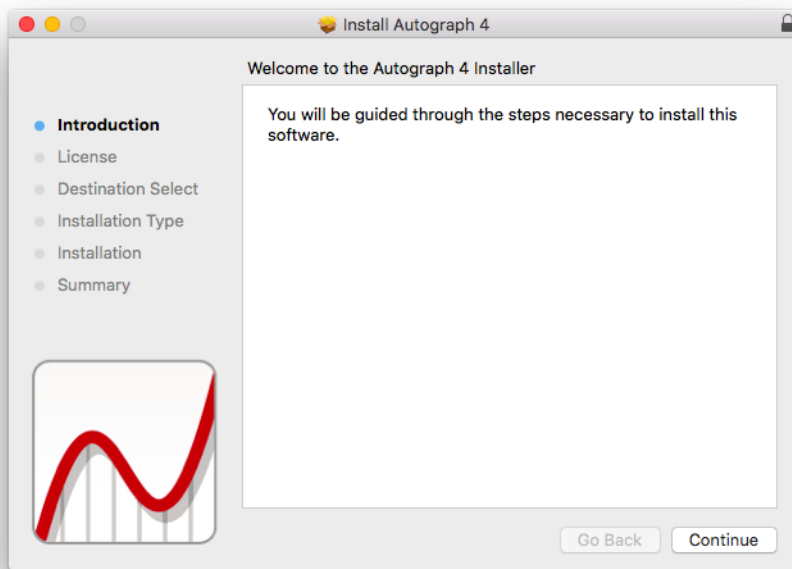 Install Autograph 4
Welcome to the Autograph 4 Installer
Introduction
License
Destination Select
Installation Type
Installation
Summary
You will be guided through the steps necessary to install this
software.
Go Back
Continue